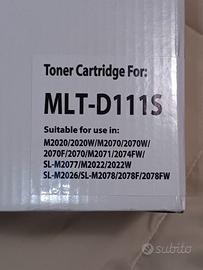 Toner Cartridge For:
MLT-D111S
Suitable for use in:
M2020/2020W/M2070/2070W/
2070F/2070/M2071/2074FW/
SL-M2077/M2022/2022W
SL-M2026/SL-M2078/2078F/2078FW
subito